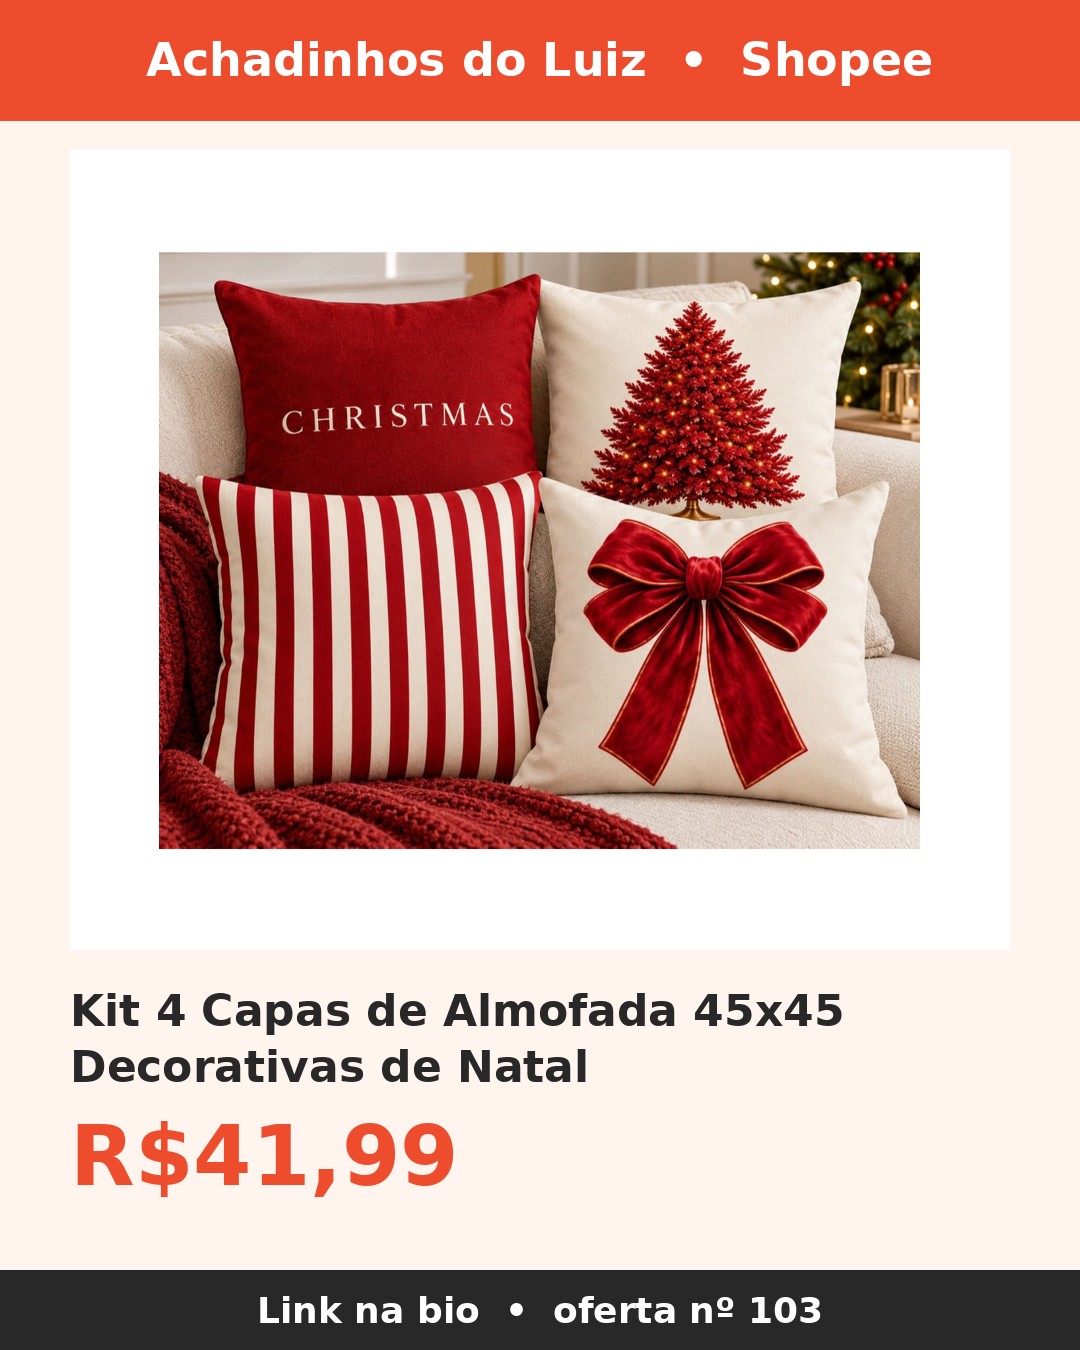 Achadinhos do Luiz • Shopee
CHRISTMAS
Kit 4 Capas de Almofada 45x45
Decorativas de Natal
R$41,99
Link na bio • oferta nº 103